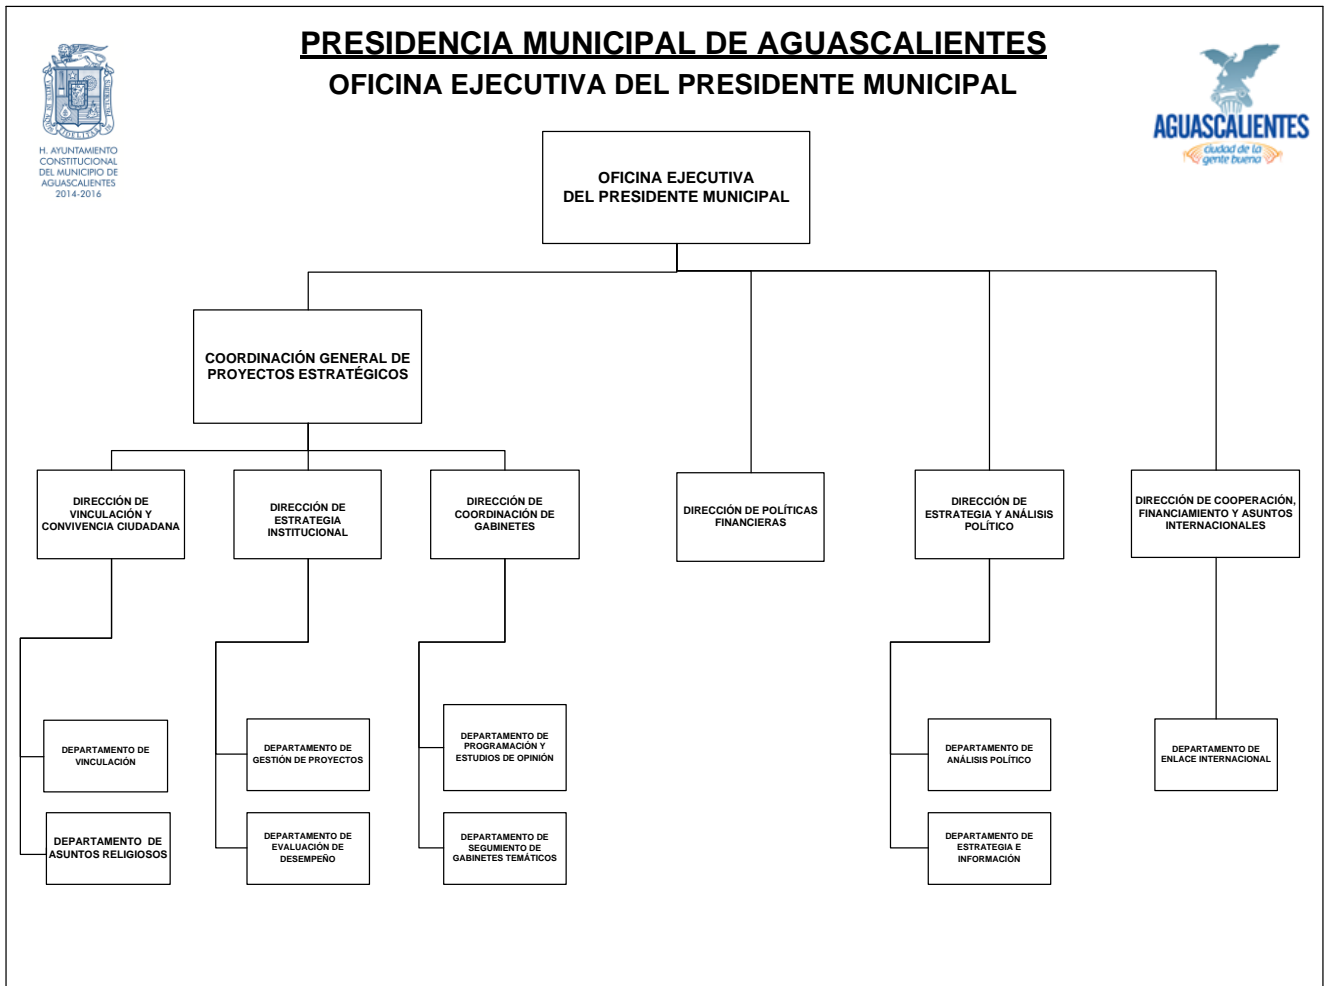 PRESIDENCIA MUNICIPAL DE AGUASCALIENTES
OFICINA EJECUTIVA DEL PRESIDENTE MUNICIPAL
H. AYUNTAMIENTO
CONSTITUCIONAL
DEL MUNICIPIO DE
AGUASCALIENTES
2014-2016
AGUASCALIENTES
ciudad de la
gente buena
OFICINA EJECUTIVA
DEL PRESIDENTE MUNICIPAL
COORDINACIÓN GENERAL DE
PROYECTOS ESTRATÉGICOS
DIRECCIÓN DE
VINCULACIÓN Y
CONVIVENCIA CIUDADANA
DIRECCIÓN DE
ESTRATEGIA
INSTITUCIONAL
DIRECCIÓN DE
COORDINACIÓN DE
GABINETES
DIRECCIÓN DE POLÍTICAS
FINANCIERAS
DIRECCIÓN DE
ESTRATEGIA Y ANÁLISIS
POLÍTICO
DIRECCIÓN DE COOPERACIÓN,
FINANCIAMIENTO Y ASUNTOS
INTERNACIONALES
DEPARTAMENTO DE
VINCULACIÓN
DEPARTAMENTO DE
GESTIÓN DE PROYECTOS
DEPARTAMENTO DE
PROGRAMACIÓN Y
ESTUDIOS DE OPINIÓN
DEPARTAMENTO DE
ANÁLISIS POLÍTICO
DEPARTAMENTO DE
ENLACE INTERNACIONAL
DEPARTAMENTO DE
ASUNTOS RELIGIOSOS
DEPARTAMENTO DE
EVALUACIÓN DE
DESEMPEÑO
DEPARTAMENTO DE
SEGUMIENTO DE
GABINETES TEMÁTICOS
DEPARTAMENTO DE
ESTRATEGIA E
INFORMACIÓN